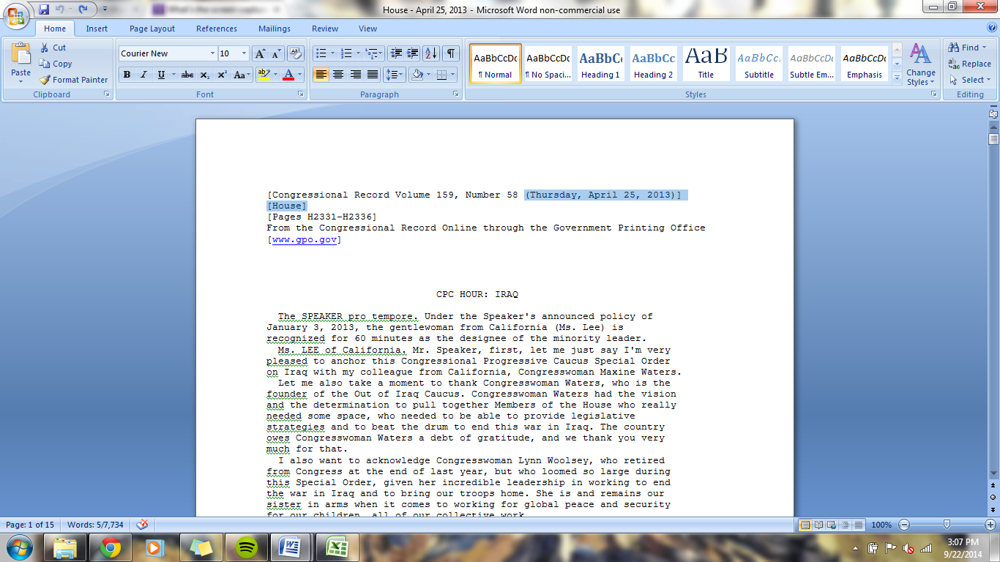 What's the screen captur
House - April 25, 2013 - Microsoft Word non-commercial use
Home Insert Page Layout References Mailings Review View
Paste
Cut
Copy
Format Painter
Clipboard
Courier New 10
B I U abc x₂ x² Aa ab A
Font
Paragraph
AaBbCcDc AaBbCcDc AaBbC AaBbCc AaB AaBbCc. AaBbCcDc AaBbCcDc
¶ Normal ¶ No Spaci... Heading 1 Heading 2 Title Subtitle Subtle Em... Emphasis
Change
Styles
Styles
Find
Replace
Select
Editing
[Congressional Record Volume 159, Number 58 (Thursday, April 25, 2013)]
[House]
[Pages H2331-H2336]
From the Congressional Record Online through the Government Printing Office
[www.gpo.gov]
CPC HOUR: IRAQ
The SPEAKER pro tempore. Under the Speaker's announced policy of
January 3, 2013, the gentlewoman from California (Ms. Lee) is
recognized for 60 minutes as the designee of the minority leader.
Ms. LEE of California. Mr. Speaker, first, let me just say I'm very
pleased to anchor this Congressional Progressive Caucus Special Order
on Iraq with my colleague from California, Congresswoman Maxine Waters.
Let me also take a moment to thank Congresswoman Waters, who is the
founder of the Out of Iraq Caucus. Congresswoman Waters had the vision
and the determination to pull together Members of the House who really
needed some space, who needed to be able to provide legislative
strategies and to beat the drum to end this war in Iraq. The country
owes Congresswoman Waters a debt of gratitude, and we thank you very
much for that.
I also want to acknowledge Congresswoman Lynn Woolsey, who retired
from Congress at the end of last year, but who loomed so large during
this Special Order, given her incredible leadership in working to end
the war in Iraq and to bring our troops home. She is and remains our
sister in arms when it comes to working for global peace and security
for our children, all of our collective work
Page: 1 of 15 Words: 5/7,734 100%
3:07 PM
9/22/2014